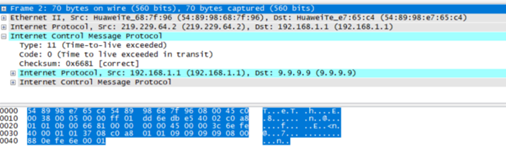 Frame 2: 70 bytes on wire (560 bits), 70 bytes captured (560 bits)
Ethernet II, Src: HuaweiTe_68:7f:96 (54:89:98:68:7f:96), Dst: HuaweiTe_e7:65:c4 (54:89:98:e7:65:c4)
Internet Protocol, Src: 219.229.64.2 (219.229.64.2), Dst: 192.168.1.1 (192.168.1.1)
Internet Control Message Protocol
Type: 11 (Time-to-live exceeded)
Code: 0 (Time to live exceeded in transit)
Checksum: 0x6681 [correct]
Internet Protocol, Src: 192.168.1.1 (192.168.1.1), Dst: 9.9.9.9 (9.9.9.9)
Internet Control Message Protocol
0000 54 89 98 e7 65 c4 54 89 98 68 7f 96 08 00 45 c0
0010 00 38 00 05 00 00 ff 01 dd 6e db e5 40 02 c0 a8
0020 01 01 0b 00 66 81 00 00 00 00 45 00 00 3c 6e fe
0030 40 00 01 01 37 08 c0 a8 01 01 09 09 09 09 08 00
0040 88 0e fe 6e 00 01